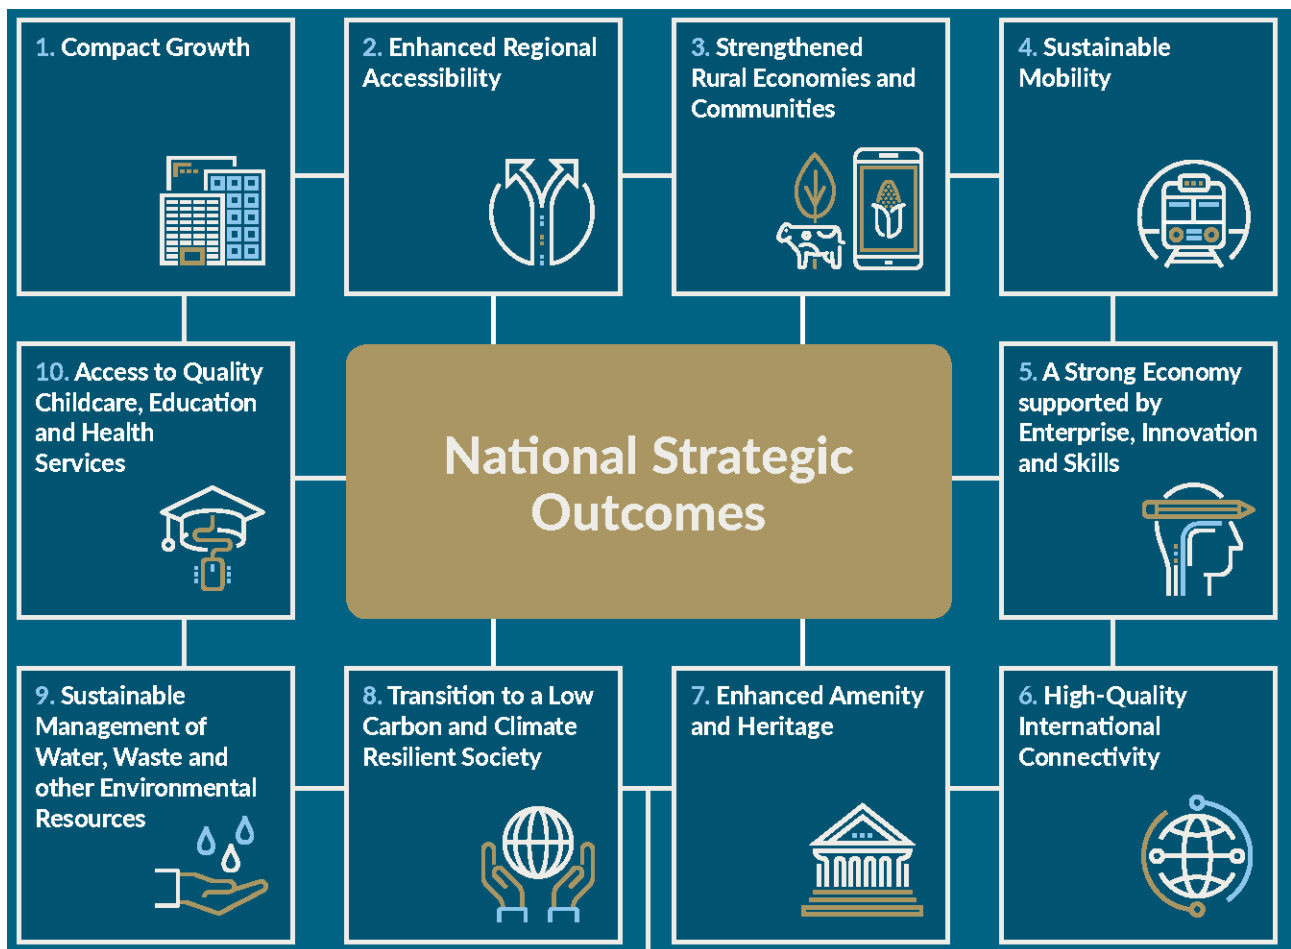 1. Compact Growth
2. Enhanced Regional
Accessibility
3. Strengthened
Rural Economies and
Communities
4. Sustainable
Mobility
10. Access to Quality
Childcare, Education
and Health
Services
National Strategic
Outcomes
5. A Strong Economy
supported by
Enterprise, Innovation
and Skills
9. Sustainable
Management of
Water, Waste and
other Environmental
Resources
8. Transition to a Low
Carbon and Climate
Resilient Society
7. Enhanced Amenity
and Heritage
6. High-Quality
International
Connectivity